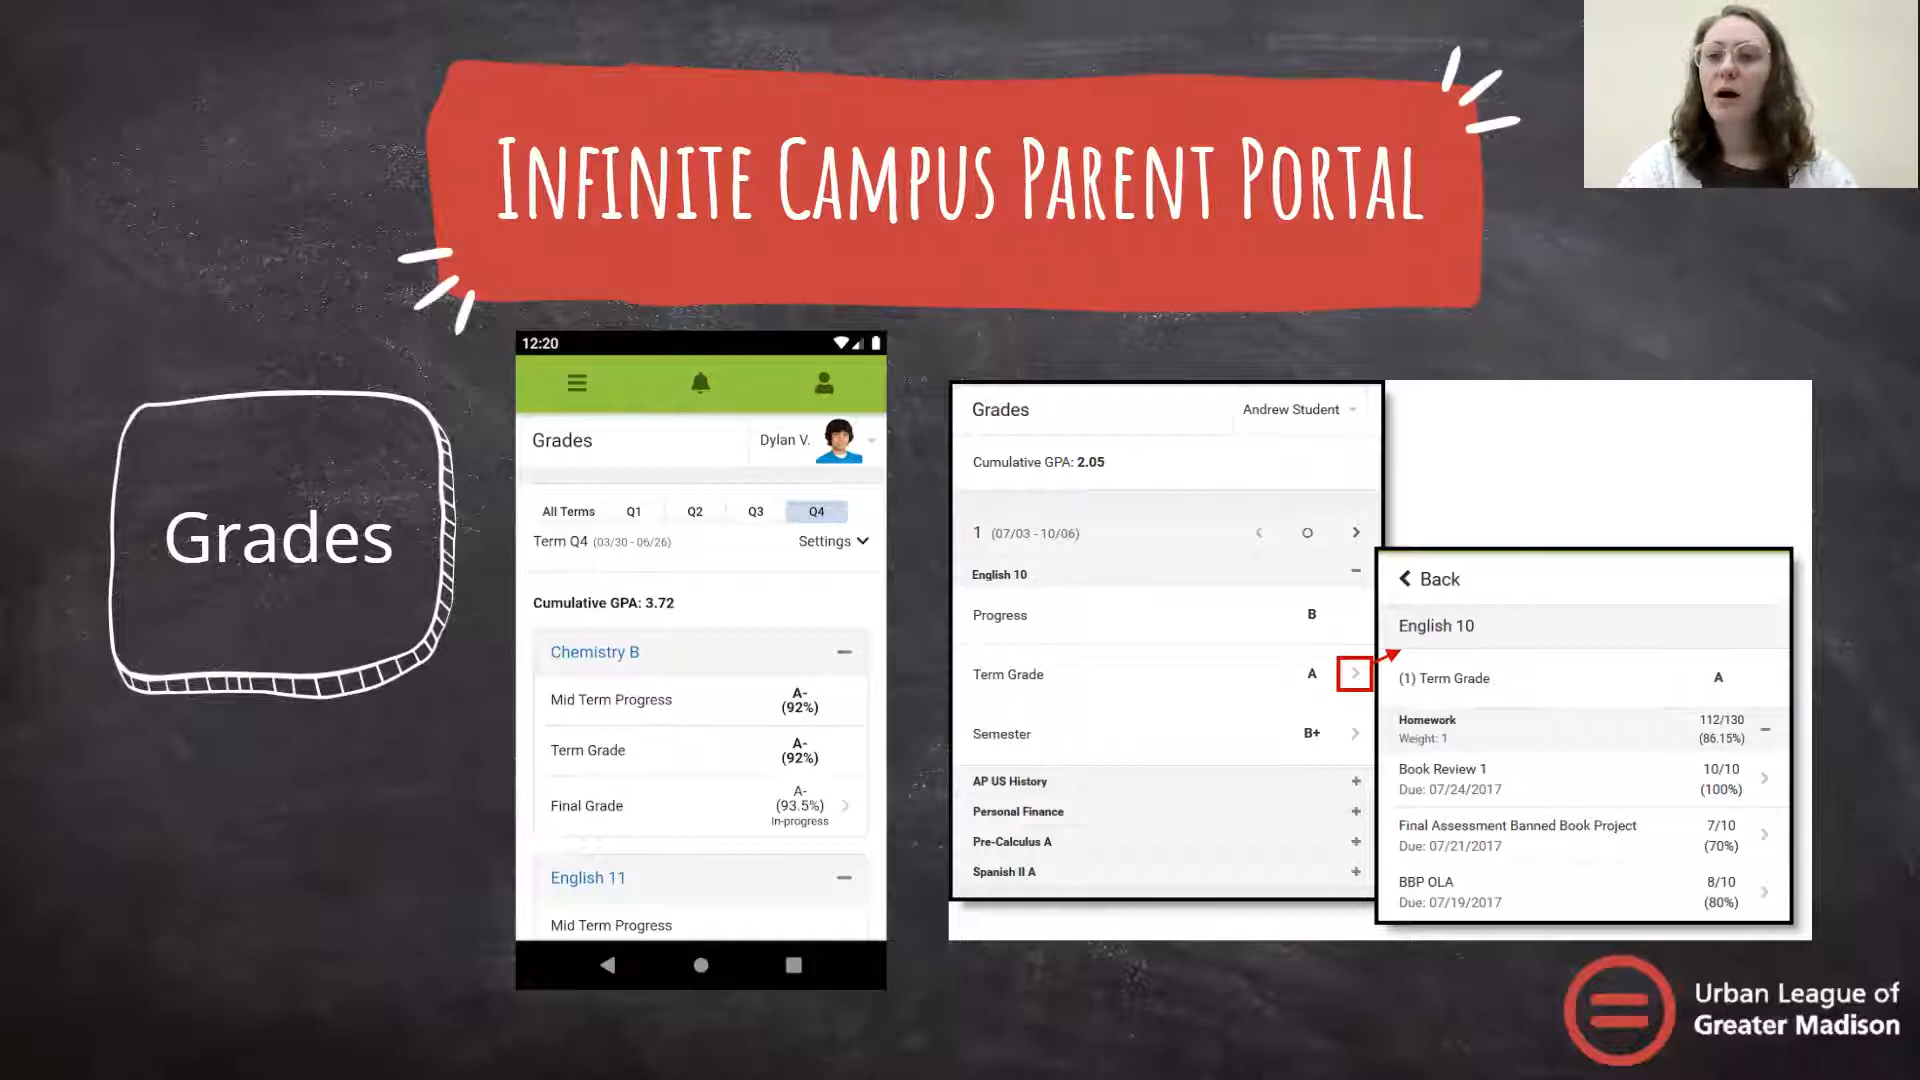 INFINITE CAMPUS PARENT PORTAL
Grades
12:20
Grades
Dylan V.
All Terms Q1 Q2 Q3 Q4
Term Q4 (03/30 - 06/26) Settings
Cumulative GPA: 3.72
Chemistry B
Mid Term Progress A- (92%)
Term Grade A- (92%)
Final Grade A- (93.5%) In-progress
English 11
Mid Term Progress
Grades
Andrew Student
Cumulative GPA: 2.05
1 (07/03 - 10/06)
English 10
Progress B
Term Grade A
Semester B+
AP US History
Personal Finance
Pre-Calculus A
Spanish II A
Back
English 10
(1) Term Grade A
Homework 112/130
Weight: 1 (86.15%)
Book Review 1 10/10
Due: 07/24/2017 (100%)
Final Assessment Banned Book Project 7/10
Due: 07/21/2017 (70%)
BBP OLA 8/10
Due: 07/19/2017 (80%)
Urban League of
Greater Madison